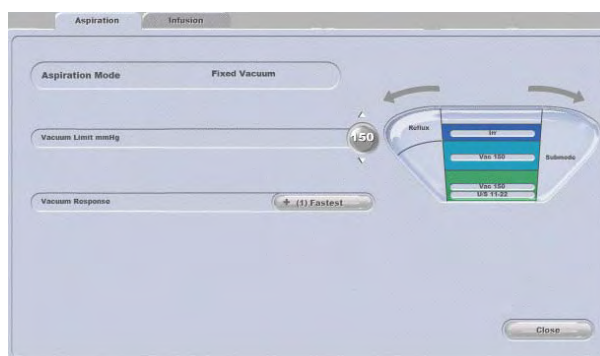 Aspiration
Infusion
Aspiration Mode
Fixed Vacuum
Vacuum Limit mmHg
150
Vacuum Response
+ (1) Fastest
Reflux
Irr
Vac 150
Submode
Vac 150
U/S 11-22
Close